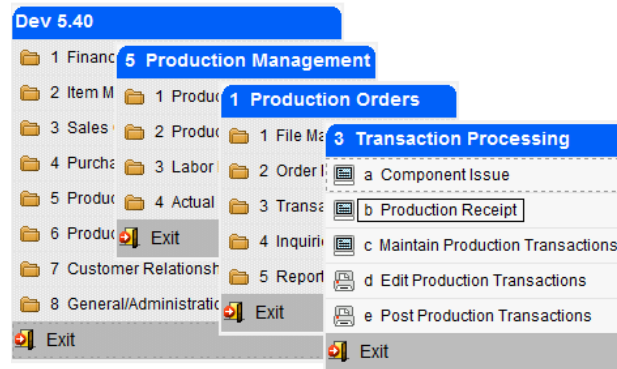 Dev 5.40
1 Financ
2 Item M
3 Sales
4 Purcha
5 Produc
6 Produc
7 Customer Relationsh
8 General/Administratic
Exit
5 Production Management
1 Produc
2 Produc
3 Labor
4 Actual
Exit
1 Production Orders
1 File Ma
2 Order I
3 Transa
4 Inquiri
5 Report
Exit
3 Transaction Processing
a Component Issue
b Production Receipt
c Maintain Production Transactions
d Edit Production Transactions
e Post Production Transactions
Exit